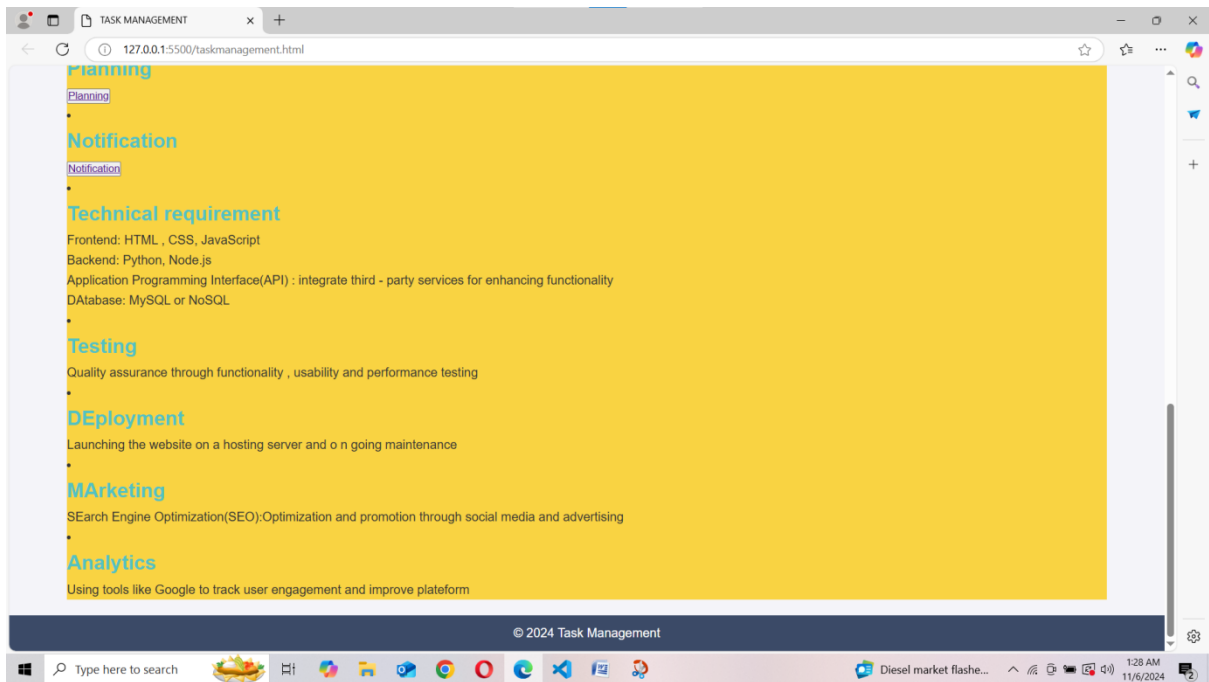 TASK MANAGEMENT
127.0.0.1:5500/taskmanagement.html
Planning
Planning
Notification
Notification
Technical requirement
Frontend: HTML , CSS, JavaScript
Backend: Python, Node.js
Application Programming Interface(API) : integrate third - party services for enhancing functionality
DAtabase: MySQL or NoSQL
Testing
Quality assurance through functionality , usability and performance testing
DEployment
Launching the website on a hosting server and o n going maintenance
MArketing
SEarch Engine Optimization(SEO):Optimization and promotion through social media and advertising
Analytics
Using tools like Google to track user engagement and improve plateform
© 2024 Task Management
Type here to search
Diesel market flashe...
1:28 AM
11/6/2024
2